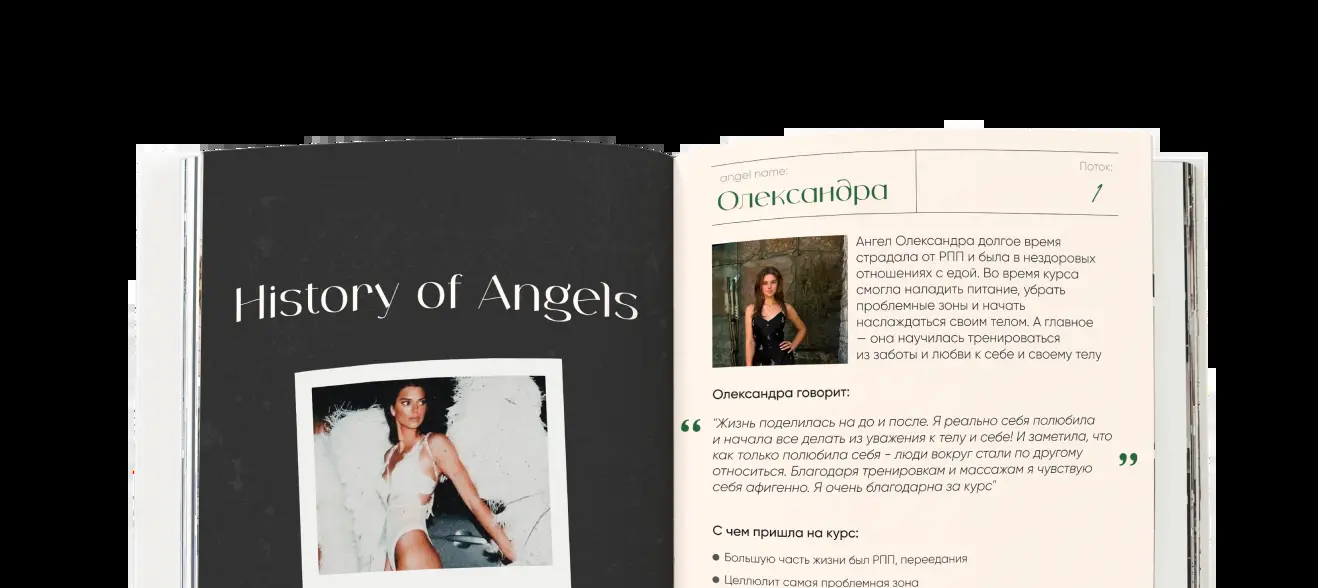 History of Angels
angel name:
Олександра
Поток:
1
Ангел Олександра долгое время
страдала от РПП и была в нездоровых
отношениях с едой. Во время курса
смогла наладить питание, убрать
проблемные зоны и начать
наслаждаться своим телом. А главное
— она научилась тренироваться
из заботы и любви к себе и своему телу
Олександра говорит:
“
"Жизнь поделилась на до и после. Я реально себя полюбила
и начала все делать из уважения к телу и себе! И заметила, что
как только полюбила себя - люди вокруг стали по другому
относиться. Благодаря тренировкам и массажам я чувствую
себя афигенно. Я очень благодарна за курс"
”
С чем пришла на курс:
• Большую часть жизни был РПП, переедания
• Целлюлит самая проблемная зона